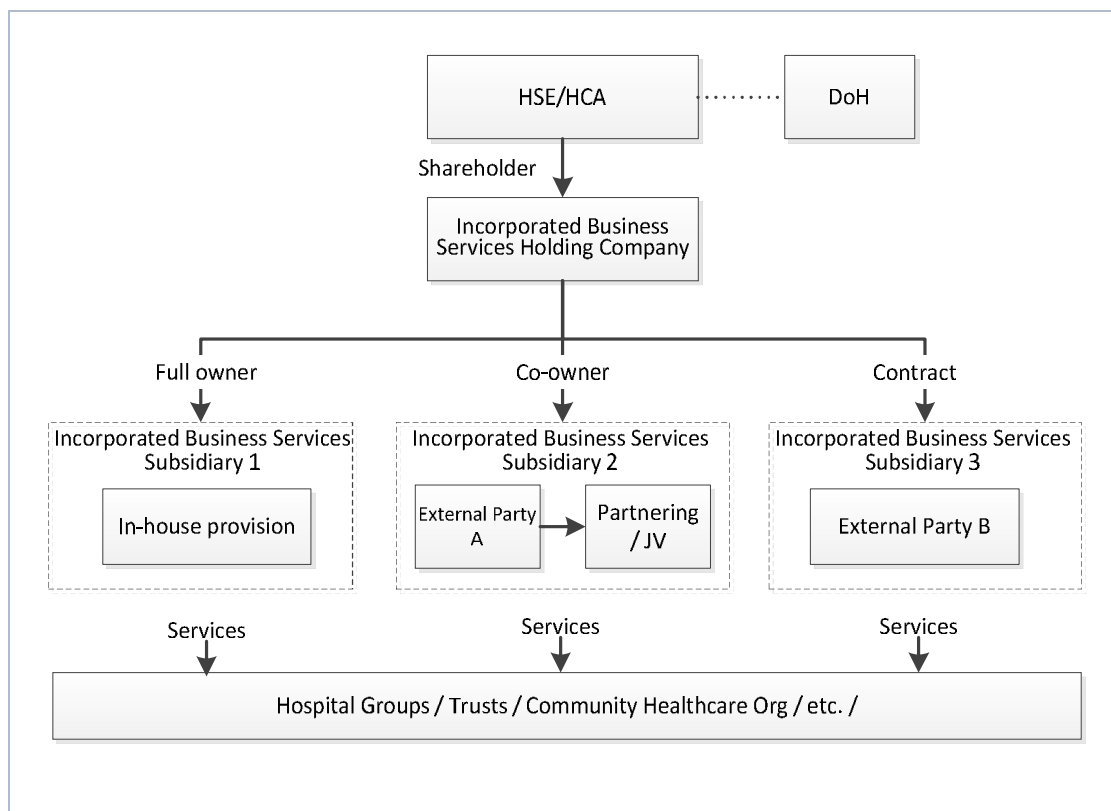 HSE/HCA
DoH
Shareholder
Incorporated Business
Services Holding Company
Full owner
Co-owner
Contract
Incorporated Business Services
Subsidiary 1
Incorporated Business Services
Subsidiary 2
Incorporated Business Services
Subsidiary 3
In-house provision
External Party
A
Partnering
/ JV
External Party B
Services
Services
Services
Hospital Groups / Trusts / Community Healthcare Org / etc. /